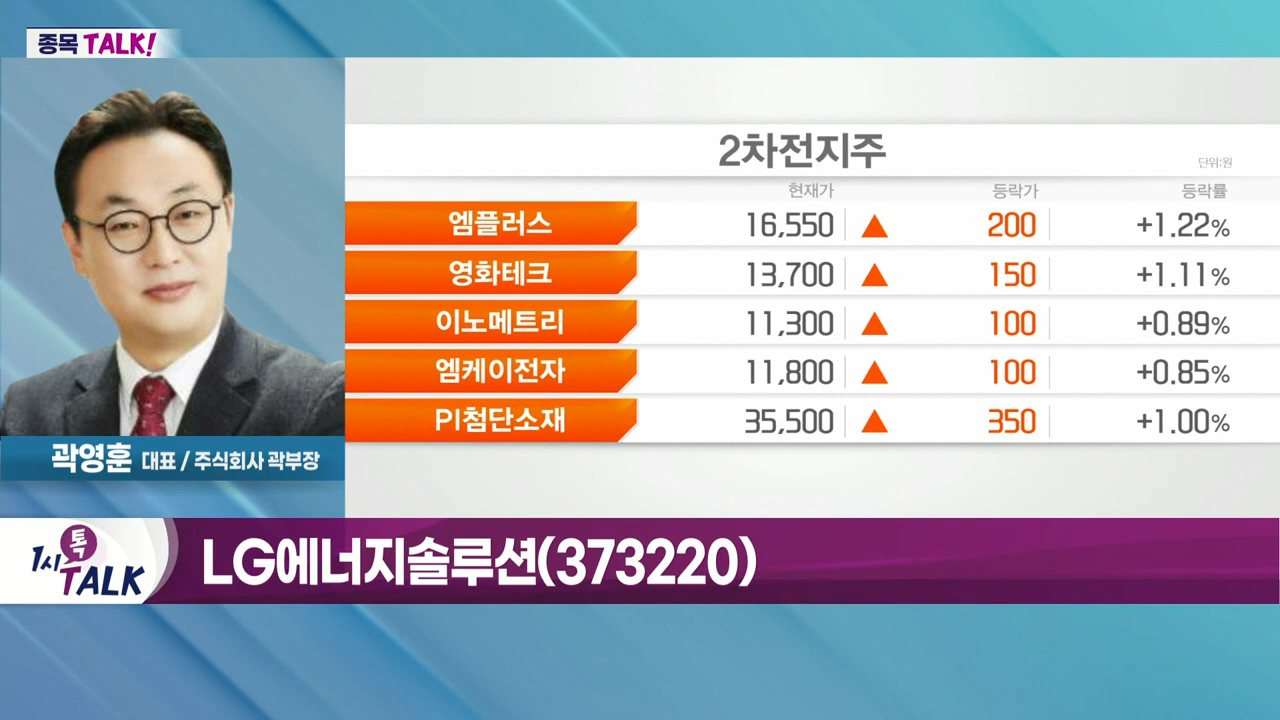 종목 TALK!
2차전지주
단위:원
현재가 등락가 등락률
엠플러스 16,550 ▲ 200 +1.22%
영화테크 13,700 ▲ 150 +1.11%
이노메트리 11,300 ▲ 100 +0.89%
엠케이전자 11,800 ▲ 100 +0.85%
PI첨단소재 35,500 ▲ 350 +1.00%
곽영훈 대표 / 주식회사 곽부장
1시 톡 TALK
LG에너지솔루션(373220)